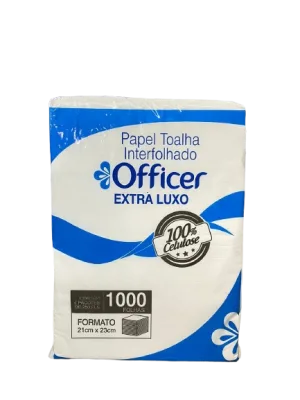 Papel Toalha
Interfolhado
Officer
EXTRA LUXO
100%
Celulose
1000
FOLHAS
FORMATO
21cm x 23cm